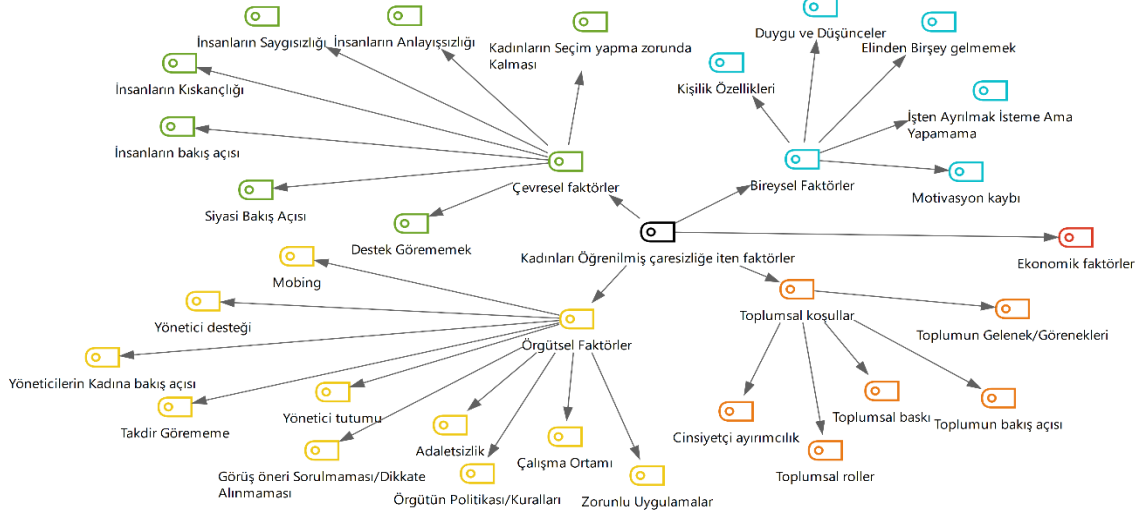 İnsanların Saygısızlığı
İnsanların Anlayışsızlığı
Kadınların Seçim yapma zorunda
Kalması
Duygu ve Düşünceler
Elinden Birşey gelmemek
İnsanların Kıskançlığı
Kişilik Özellikleri
İşten Ayrılmak İsteme Ama
Yapamama
İnsanların bakış açısı
Çevresel faktörler
Bireysel Faktörler
Motivasyon kaybı
Siyasi Bakış Açısı
Destek Görememek
Kadınları Öğrenilmiş çaresizliğe iten faktörler
Ekonomik faktörler
Mobing
Yönetici desteği
Örgütsel Faktörler
Toplumsal koşullar
Toplumun Gelenek/Görenekleri
Yöneticilerin Kadına bakış açısı
Takdir Görememe
Yönetici tutumu
Adaletsizlik
Çalışma Ortamı
Cinsiyetçi ayırımcılık
Toplumsal baskı
Toplumun bakış açısı
Görüş öneri Sorulmaması/Dikkate
Alınmaması
Örgütün Politikası/Kuralları
Zorunlu Uygulamalar
Toplumsal roller